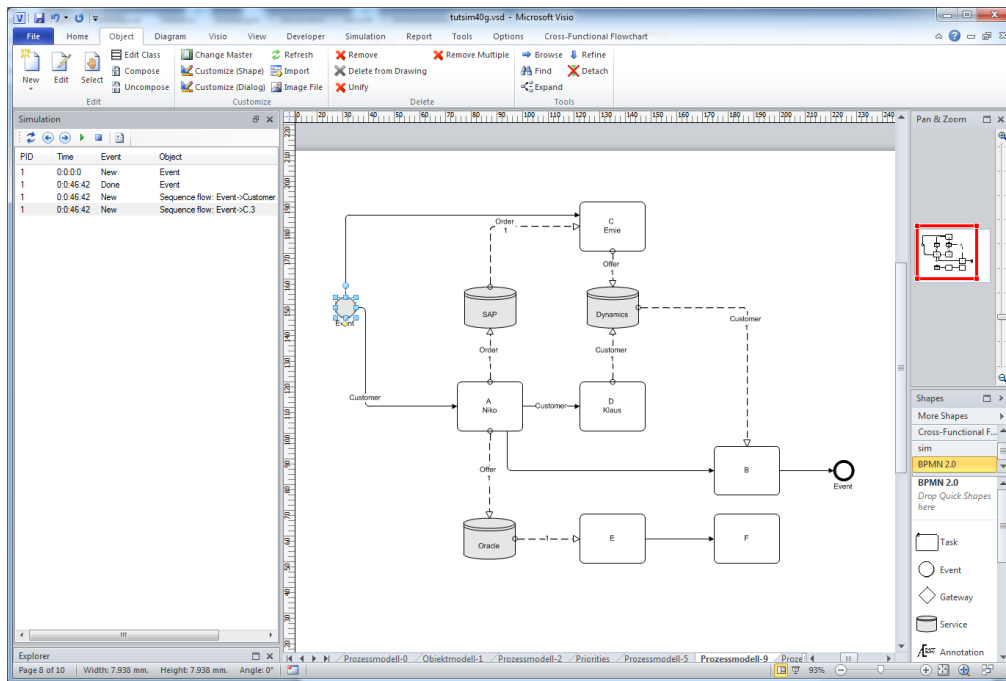 tutsim40g.vsd - Microsoft Visio
File Home Object Diagram Visio View Developer Simulation Report Tools Options Cross-Functional Flowchart
New
Edit
Select
Edit Class
Compose
Uncompose
Edit
Change Master
Customize (Shape)
Customize (Dialog)
Refresh
Import
Image File
Customize
Remove
Delete from Drawing
Unify
Remove Multiple
Delete
Browse
Find
Expand
Refine
Detach
Tools
Simulation
PID Time Event Object
1 0:0:0:0 New Event
1 0:0:46:42 Done Event
1 0:0:46:42 New Sequence flow: Event->Customer
1 0:0:46:42 New Sequence flow: Event->C.3
Explorer
C
Ernie
Order
1
Offer
1
SAP
Dynamics
Event
Customer
1
Order
1
Customer
1
Customer
A
Niko
Customer
D
Klaus
Offer
1
B
Event
Oracle
1
E
F
Prozessmodell-0 Objektmodell-1 Prozessmodell-2 Priorities Prozessmodell-5 Prozessmodell-9 Proze
Pan & Zoom
Shapes
More Shapes
Cross-Functional F...
sim
BPMN 2.0
BPMN 2.0
Drop Quick Shapes
here
Task
Event
Gateway
Service
Annotation
Page 8 of 10 Width: 7.938 mm. Height: 7.938 mm. Angle: 0° 93%